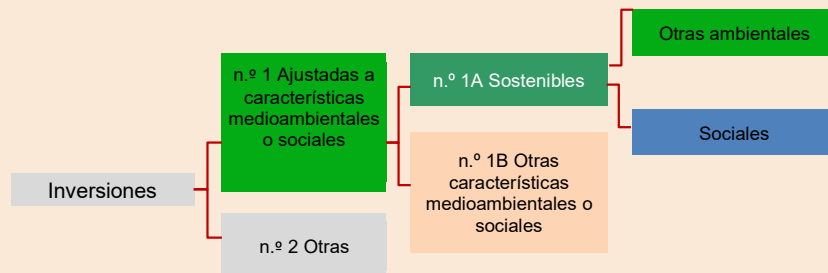 Inversiones
n.º 1 Ajustadas a
características
medioambientales
o sociales
n.º 2 Otras
n.º 1A Sostenibles
n.º 1B Otras
características
medioambientales o
sociales
Otras ambientales
Sociales